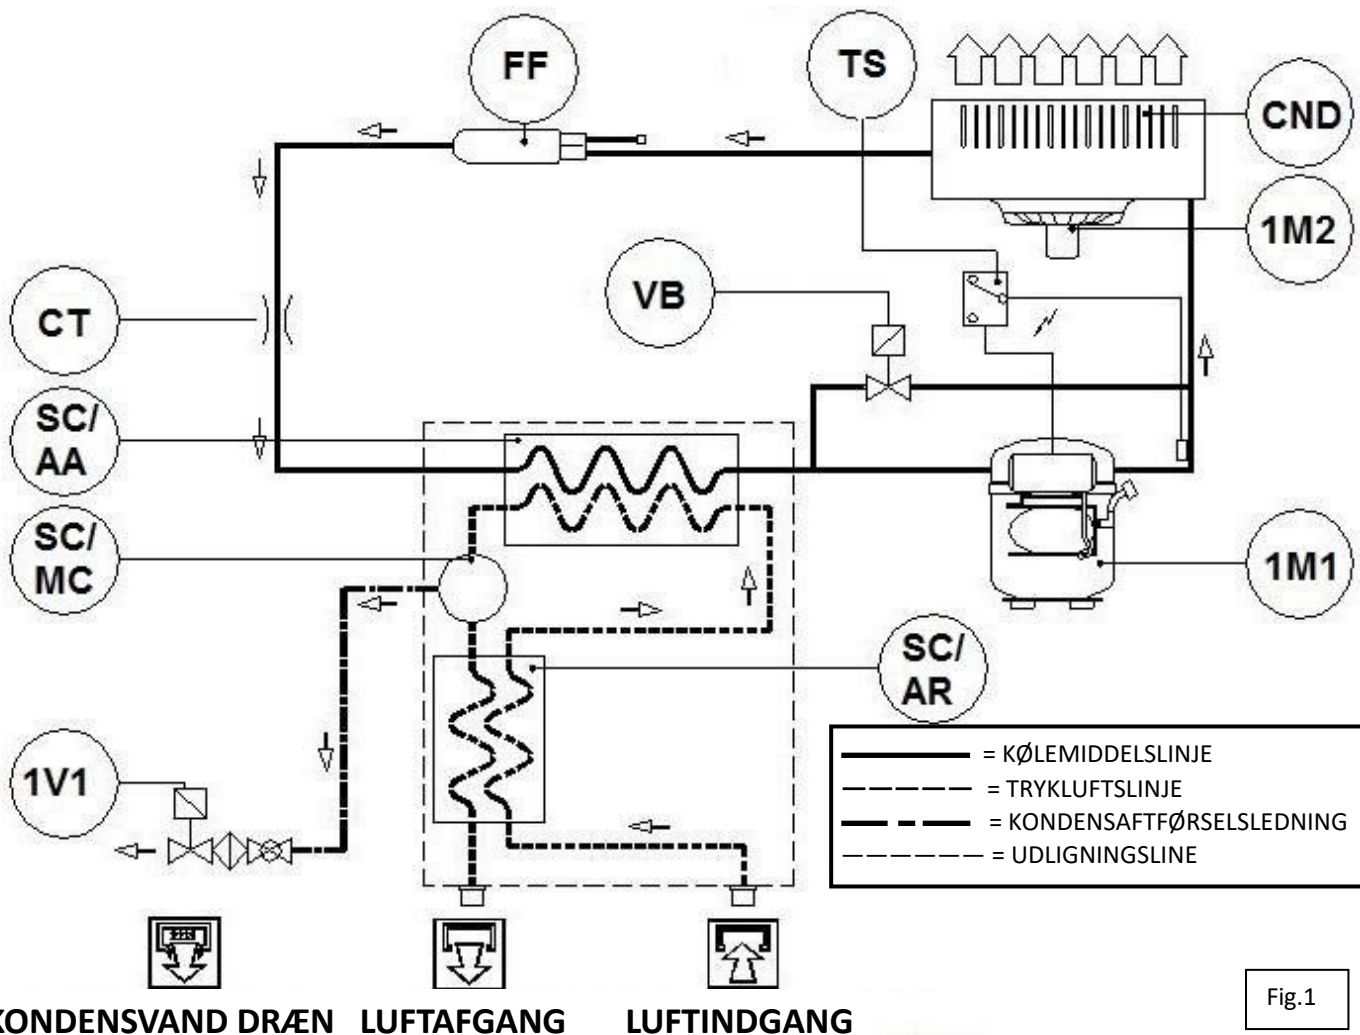 FF
TS
CND
1M2
VB
CT
SC/
AA
SC/
MC
1M1
SC/
AR
1V1
= KØLEMIDDELSLINJE
= TRYKLUFTSLINJE
= KONDENSAFTFØRSELSLEDNING
= UDLIGNINGSLINE
Fig.1
KONDENSVAND DRÆN LUFTAFGANG LUFTINDGANG